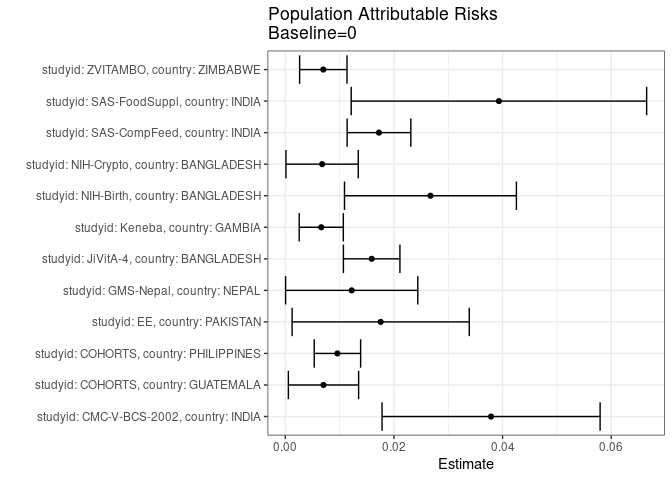 Population Attributable Risks
Baseline=0
studyid: ZVITAMBO, country: ZIMBABWE
studyid: SAS-FoodSuppl, country: INDIA
studyid: SAS-CompFeed, country: INDIA
studyid: NIH-Crypto, country: BANGLADESH
studyid: NIH-Birth, country: BANGLADESH
studyid: Keneba, country: GAMBIA
studyid: JiVitA-4, country: BANGLADESH
studyid: GMS-Nepal, country: NEPAL
studyid: EE, country: PAKISTAN
studyid: COHORTS, country: PHILIPPINES
studyid: COHORTS, country: GUATEMALA
studyid: CMC-V-BCS-2002, country: INDIA
0.00 0.02 0.04 0.06
Estimate